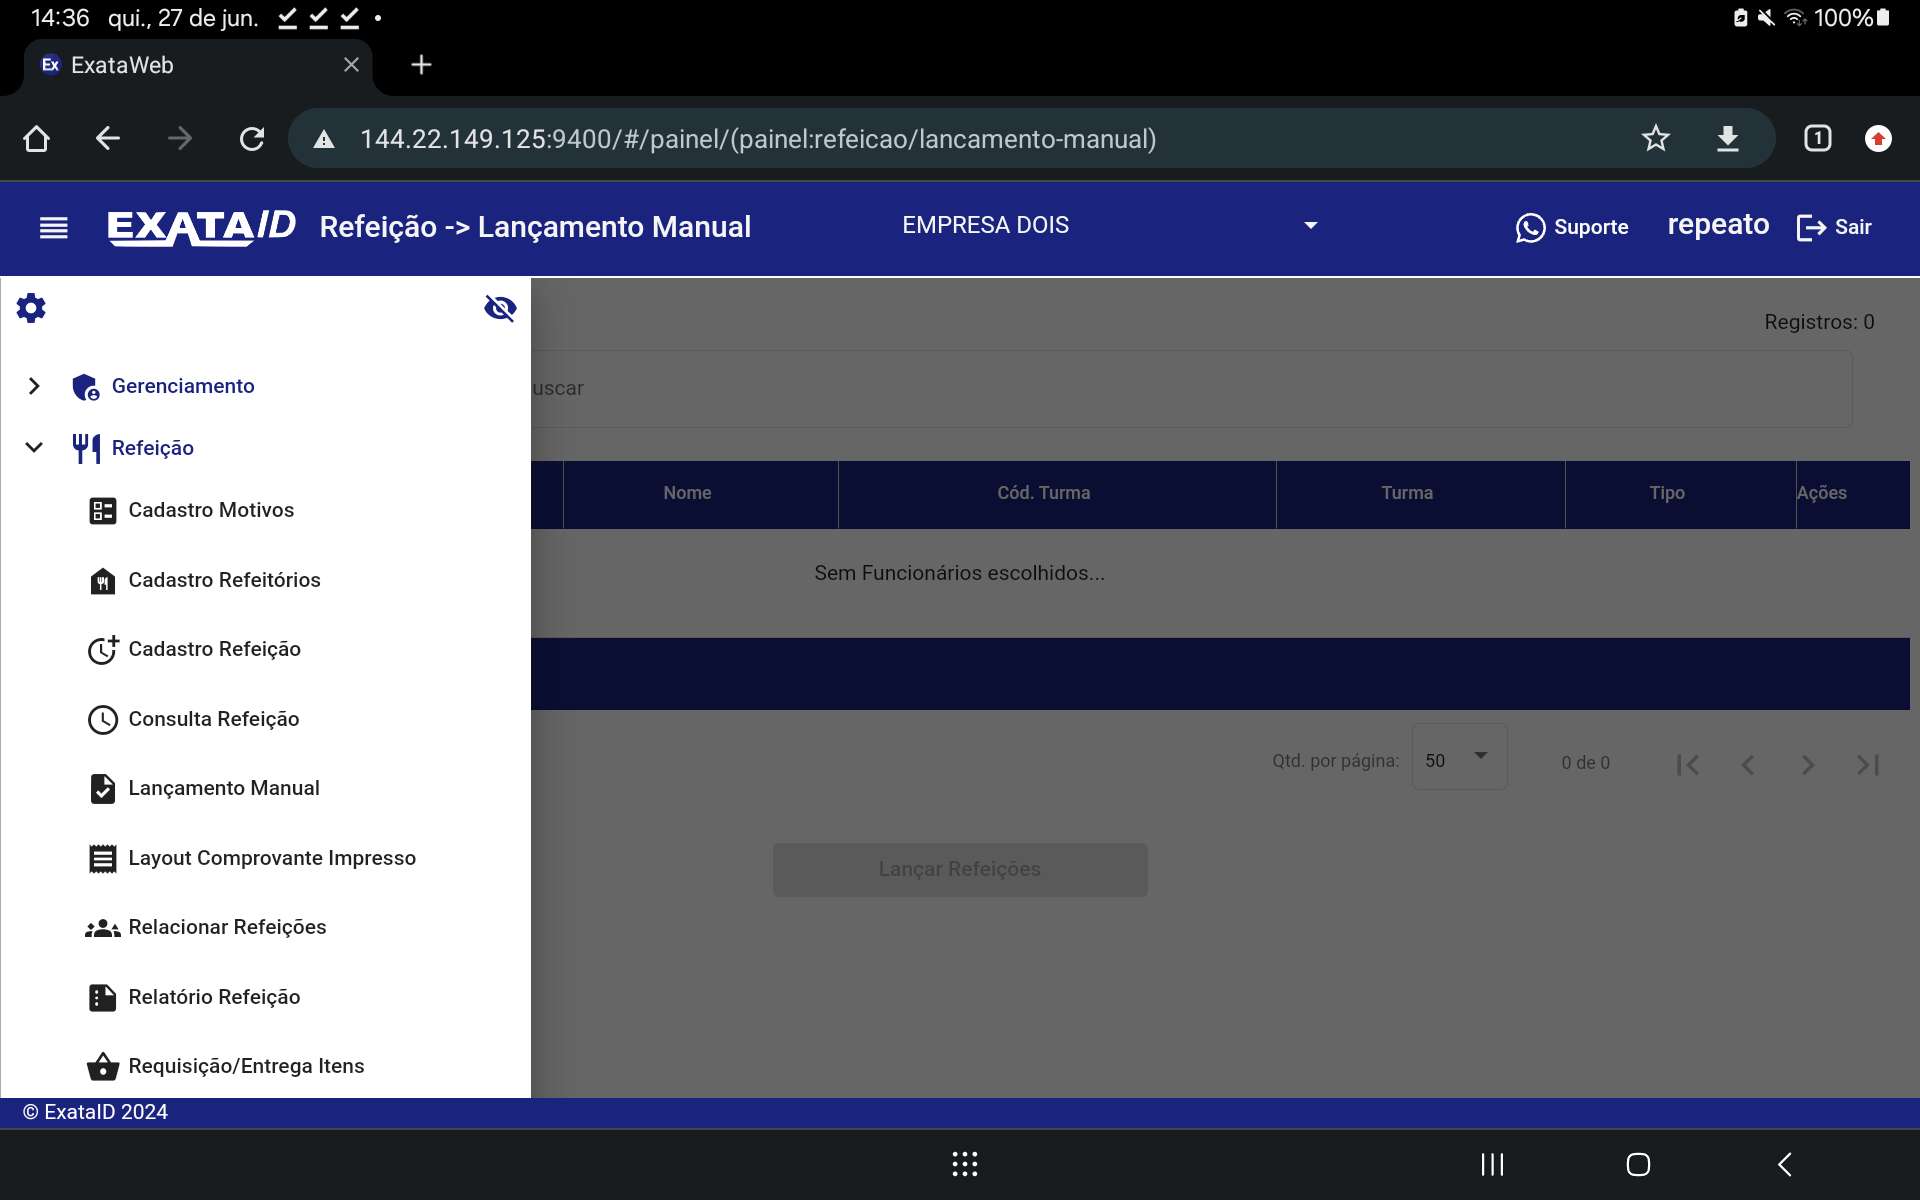 14:36 qui., 27 de jun. 100%
Ex ExataWeb
144.22.149.125:9400/#/painel/(painel:refeicao/lancamento-manual) 1
EXATAID Refeição -> Lançamento Manual EMPRESA DOIS Suporte repeato Sair
Registros: 0
Gerenciamento
uscar
Refeição
Nome Cód. Turma Turma Tipo Ações
Cadastro Motivos
Sem Funcionários escolhidos...
Cadastro Refeitórios
Cadastro Refeição
Consulta Refeição
Qtd. por página: 50 0 de 0
Lançamento Manual
Layout Comprovante Impresso
Lançar Refeições
Relacionar Refeições
Relatório Refeição
Requisição/Entrega Itens
© ExataID 2024